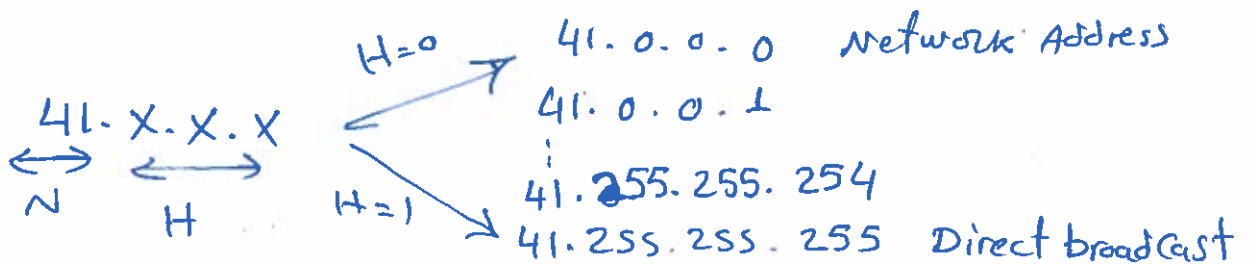 H=0
41.0.0.0 Network Address
41.0.0.1
41.X.X.X
N
H
H=1
41.255.255.254
41.255.255.255 Direct broadcast